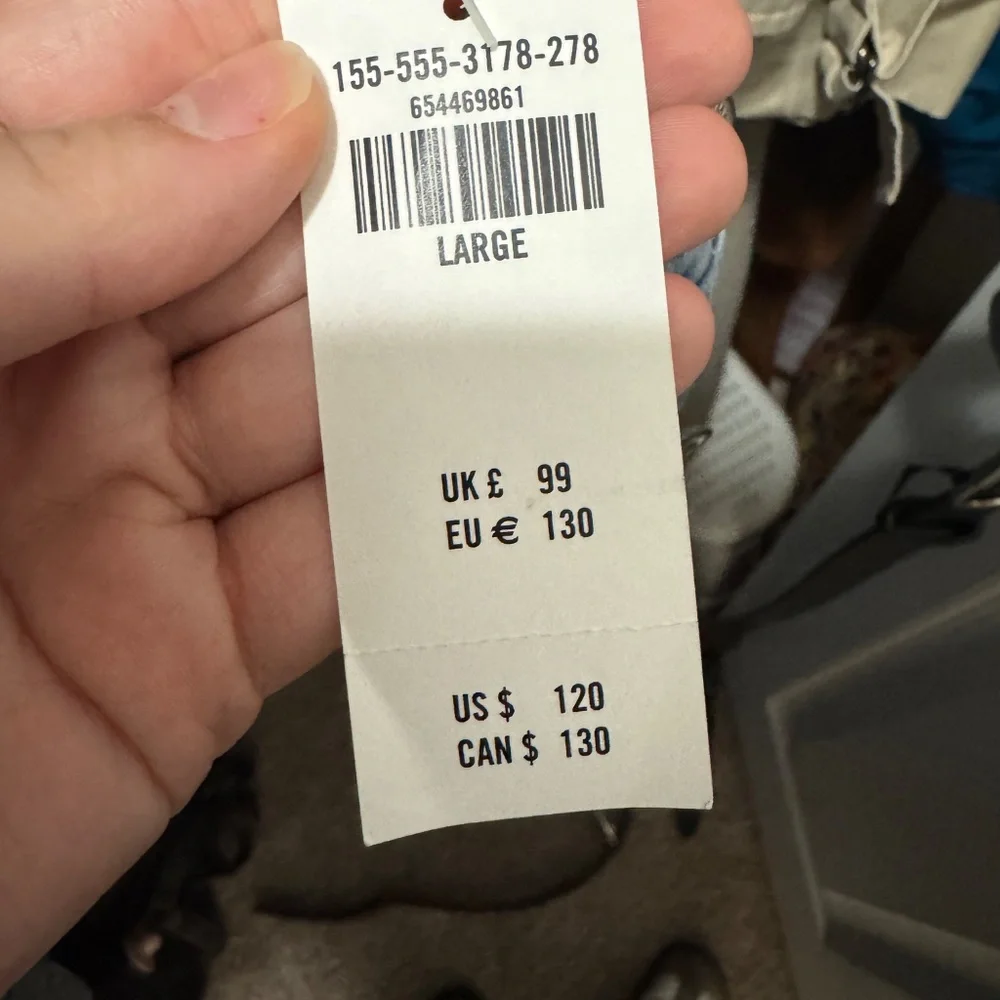 155-555-3178-278
654469861
LARGE
UK £ 99
EU € 130
US $ 120
CAN $ 130